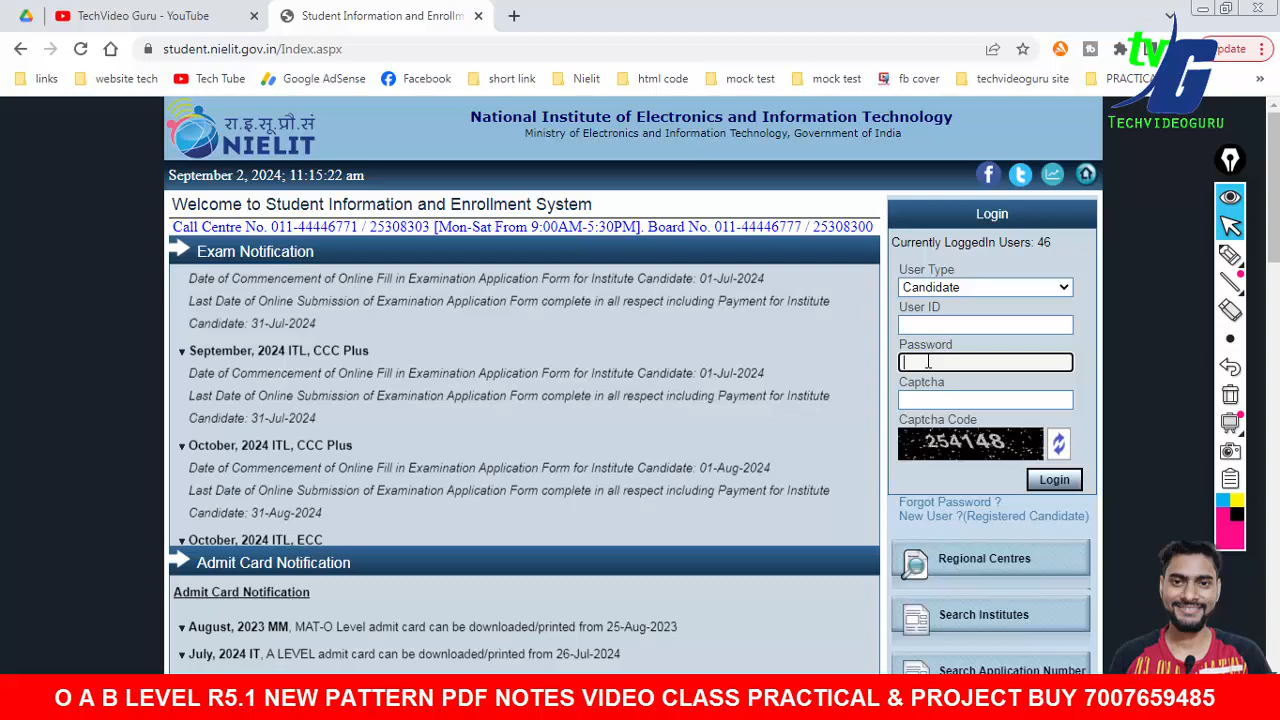 TechVideo Guru - YouTube
Student Information and Enrollm
student.nielit.gov.in/Index.aspx
Update
links
website tech
Tech Tube
Google AdSense
Facebook
short link
Nielit
html code
mock test
mock test
fb cover
techvideoguru site
PRACTICA
tv
G
TECHVIDEOGURU
रा.इ.सू.प्रौ.सं
NIELIT
National Institute of Electronics and Information Technology
Ministry of Electronics and Information Technology, Government of India
September 2, 2024; 11:15:22 am
Welcome to Student Information and Enrollment System
Call Centre No. 011-44446771 / 25308303 [Mon-Sat From 9:00AM-5:30PM]. Board No. 011-44446777 / 25308300
Exam Notification
Date of Commencement of Online Fill in Examination Application Form for Institute Candidate: 01-Jul-2024
Last Date of Online Submission of Examination Application Form complete in all respect including Payment for Institute
Candidate: 31-Jul-2024
September, 2024 ITL, CCC Plus
Date of Commencement of Online Fill in Examination Application Form for Institute Candidate: 01-Jul-2024
Last Date of Online Submission of Examination Application Form complete in all respect including Payment for Institute
Candidate: 31-Jul-2024
October, 2024 ITL, CCC Plus
Date of Commencement of Online Fill in Examination Application Form for Institute Candidate: 01-Aug-2024
Last Date of Online Submission of Examination Application Form complete in all respect including Payment for Institute
Candidate: 31-Aug-2024
October, 2024 ITL, ECC
Admit Card Notification
Admit Card Notification
August, 2023 MM, MAT-O Level admit card can be downloaded/printed from 25-Aug-2023
July, 2024 IT, A LEVEL admit card can be downloaded/printed from 26-Jul-2024
Login
Currently LoggedIn Users: 46
User Type
Candidate
User ID
Password
Captcha
Captcha Code
254148
Login
Forgot Password ?
New User ?(Registered Candidate)
Regional Centres
Search Institutes
Search Application Number
O A B LEVEL R5.1 NEW PATTERN PDF NOTES VIDEO CLASS PRACTICAL & PROJECT BUY 7007659485